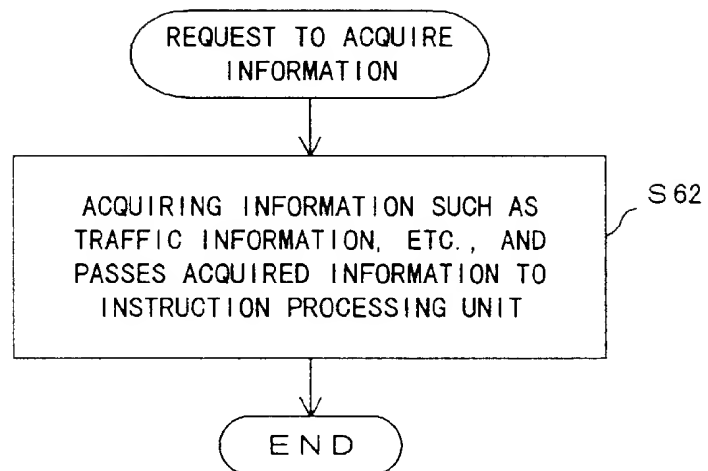 REQUEST TO ACQUIRE
INFORMATION
ACQUIRING INFORMATION SUCH AS
TRAFFIC INFORMATION, ETC., AND
PASSES ACQUIRED INFORMATION TO
INSTRUCTION PROCESSING UNIT
S62
END